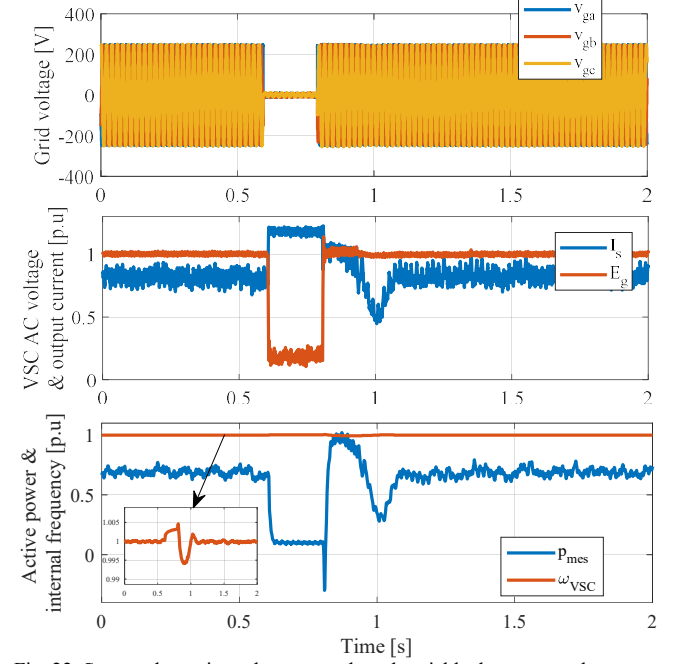 400
200
0
-200
-400
Grid voltage [V]
v_ga
v_gb
v_gc
0 0.5 1 1.5 2
1
0.5
0
VSC AC voltage
& output current [p.u]
I_s
E_g
0 0.5 1 1.5 2
1
0.5
0
Active power &
internal frequency [p.u]
1.005
1
0.995
0.99
0 0.5 1 1.5 2
p_mes
ω_VSC
0 0.5 1 1.5 2
Time [s]